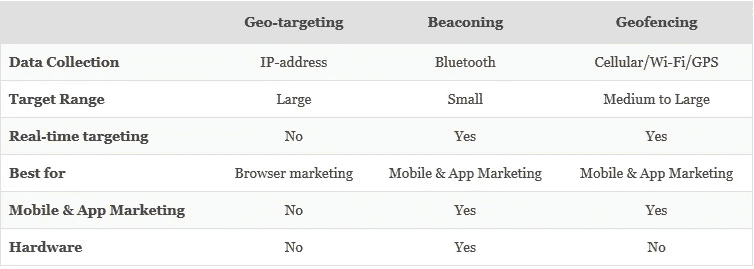 Geo-targeting Beaconing Geofencing
Data Collection IP-address Bluetooth Cellular/Wi-Fi/GPS
Target Range Large Small Medium to Large
Real-time targeting No Yes Yes
Best for Browser marketing Mobile & App Marketing Mobile & App Marketing
Mobile & App Marketing No Yes Yes
Hardware No Yes No